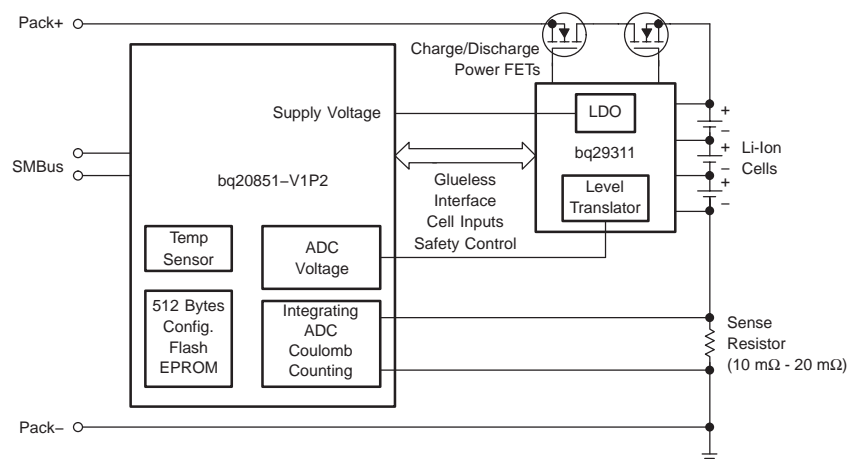 Pack+
Charge/Discharge
Power FETs
Supply Voltage
LDO
bq29311
+
−
+
−
+
−
Li-Ion
Cells
SMBus
bq20851−V1P2
Glueless
Interface
Cell Inputs
Safety Control
Level
Translator
Temp
Sensor
ADC
Voltage
512 Bytes
Config.
Flash
EPROM
Integrating
ADC
Coulomb
Counting
Sense
Resistor
(10 mΩ - 20 mΩ)
Pack−